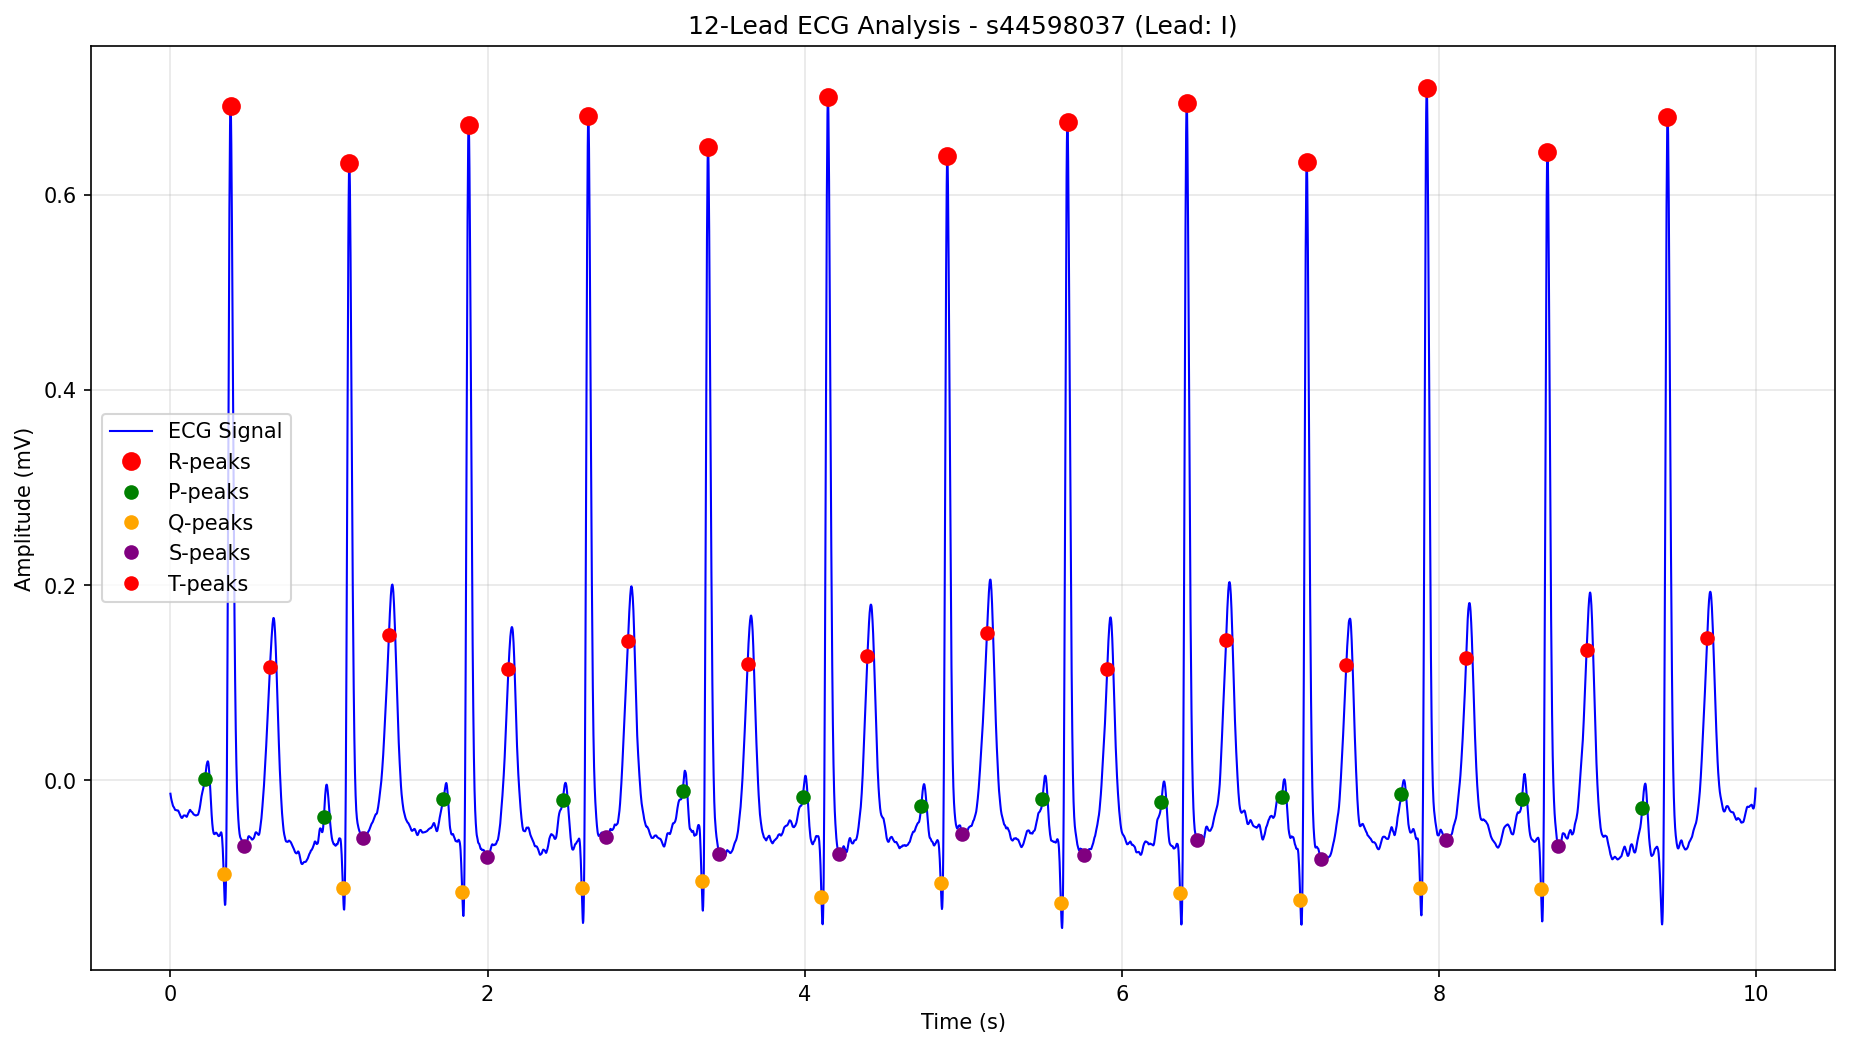 12-Lead ECG Analysis - s44598037 (Lead: I)
Amplitude (mV)
0.6
0.4
0.2
0.0
ECG Signal
R-peaks
P-peaks
Q-peaks
S-peaks
T-peaks
0 2 4 6 8 10
Time (s)